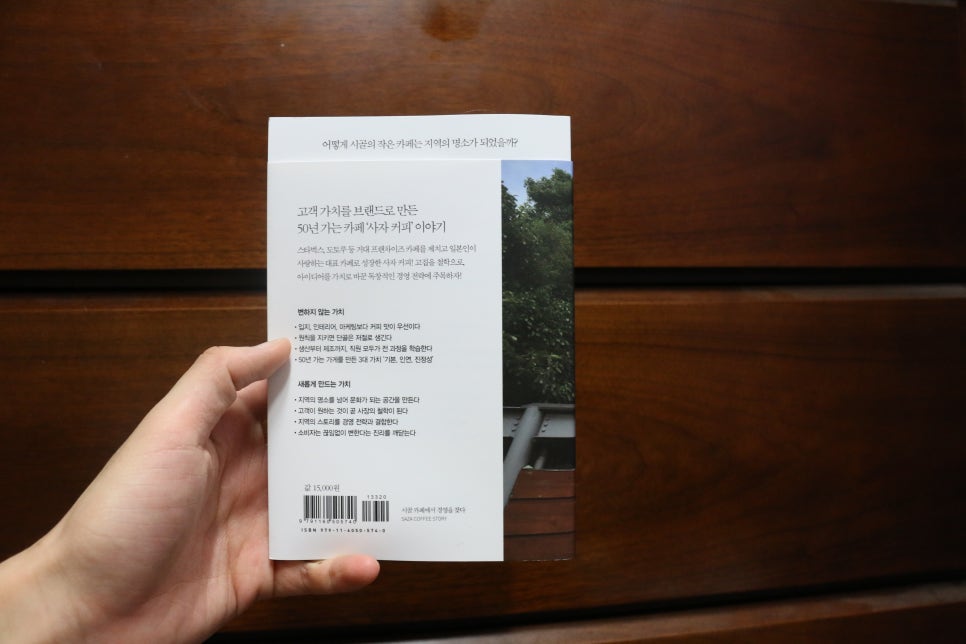 어떻게 시골의 작은 카페는 지역의 명소가 되었을까?
고객 가치를 브랜드로 만든
50년 가는 카페 '사자 커피' 이야기
스타벅스, 도토루 등 거대 프랜차이즈 카페를 제치고 일본인이
사랑하는 대표 카페로 성장한 사자 커피! 고집을 철학으로,
아이디어를 가치로 바꾼 독창적인 경영 전략에 주목하자!
변하지 않는 가치
• 입지, 인테리어, 마케팅보다 커피 맛이 우선이다
• 원칙을 지키면 단골은 저절로 생긴다
• 생산부터 제조까지, 직원 모두가 전 과정을 학습한다
• 50년 가는 가게를 만든 3대 가치 '기본, 인연, 진정성'
새롭게 만드는 가치
• 지역의 명소를 넘어 문화가 되는 공간을 만든다
• 고객이 원하는 것이 곧 사장의 철학이 된다
• 지역의 스토리를 경영 전략과 결합한다
• 소비자는 끊임없이 변한다는 진리를 깨닫는다
값 15,000원
13320
9 791160 505740
ISBN 979-11-6050-574-0
시골 카페에서 경영을 찾다
SAZA COFFEE STORY